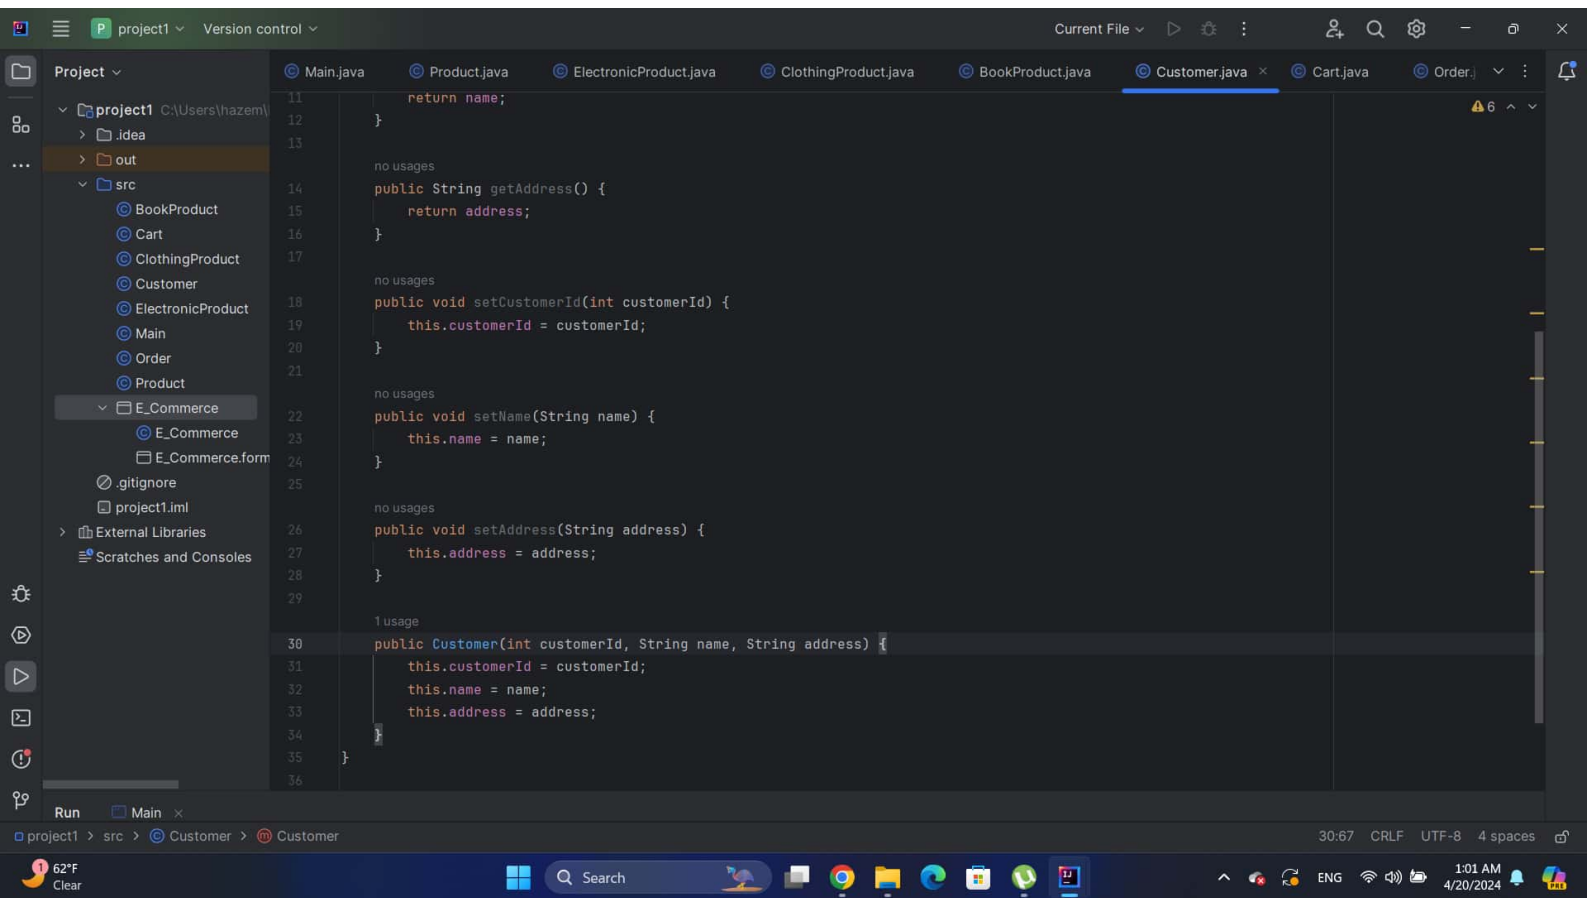 P project1 Version control Current File
Project
Main.java Product.java ElectronicProduct.java ClothingProduct.java BookProduct.java Customer.java Cart.java Order.j
project1 C:\Users\hazem\
.idea
out
src
BookProduct
Cart
ClothingProduct
Customer
ElectronicProduct
Main
Order
Product
E_Commerce
E_Commerce
E_Commerce.form
.gitignore
project1.iml
External Libraries
Scratches and Consoles
6
11 return name;
12 }
13
no usages
14 public String getAddress() {
15 return address;
16 }
17
no usages
18 public void setCustomerId(int customerId) {
19 this.customerId = customerId;
20 }
21
no usages
22 public void setName(String name) {
23 this.name = name;
24 }
25
no usages
26 public void setAddress(String address) {
27 this.address = address;
28 }
29
1 usage
30 public Customer(int customerId, String name, String address) {
31 this.customerId = customerId;
32 this.name = name;
33 this.address = address;
34 }
35 }
36
Run Main
project1 > src > Customer > Customer 30:67 CRLF UTF-8 4 spaces
1 62°F
Clear
Search
ENG
1:01 AM
4/20/2024
PRE